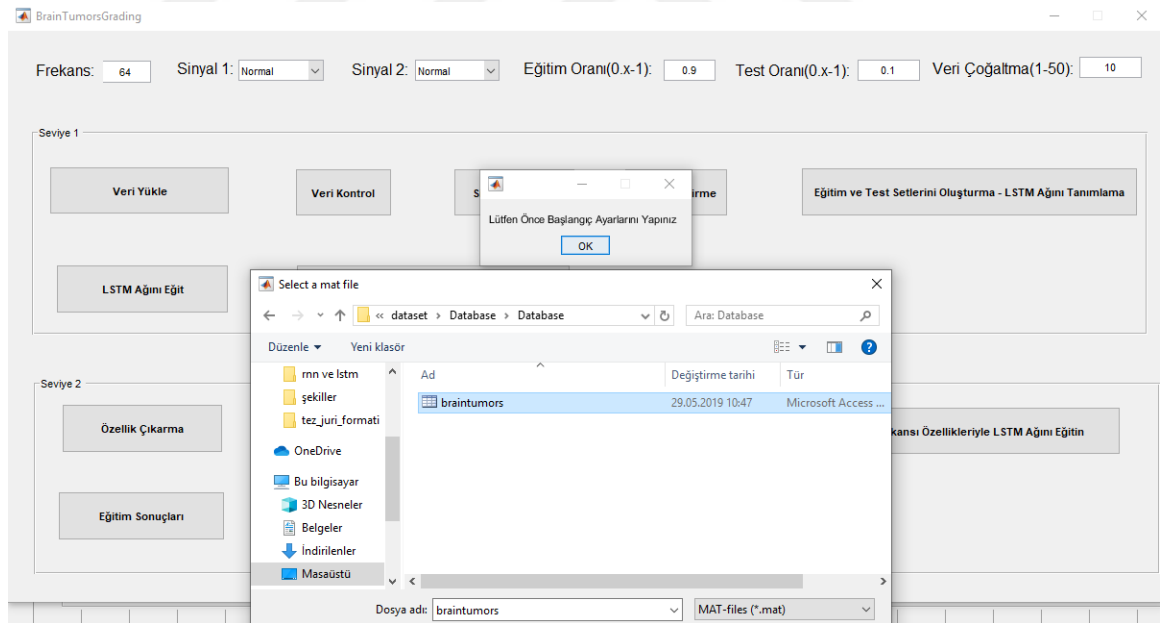 BrainTumorsGrading
Frekans: 64 Sinyal 1: Normal Sinyal 2: Normal Eğitim Oranı(0.x-1): 0.9 Test Oranı(0.x-1): 0.1 Veri Çoğaltma(1-50): 10
Seviye 1
Veri Yükle
Veri Kontrol
S
irme
Eğitim ve Test Setlerini Oluşturma - LSTM Ağını Tanımlama
Lütfen Önce Başlangıç Ayarlarını Yapınız
OK
LSTM Ağını Eğit
Select a mat file
« dataset › Database › Database
Ara: Database
Düzenle
Yeni klasör
rnn ve lstm
şekiller
tez_juri_formati
OneDrive
Bu bilgisayar
3D Nesneler
Belgeler
İndirilenler
Masaüstü
Ad Değiştirme tarihi Tür
braintumors 29.05.2019 10:47 Microsoft Access ...
Seviye 2
Özellik Çıkarma
kansı Özellikleriyle LSTM Ağını Eğitin
Eğitim Sonuçları
Dosya adı: braintumors MAT-files (*.mat)